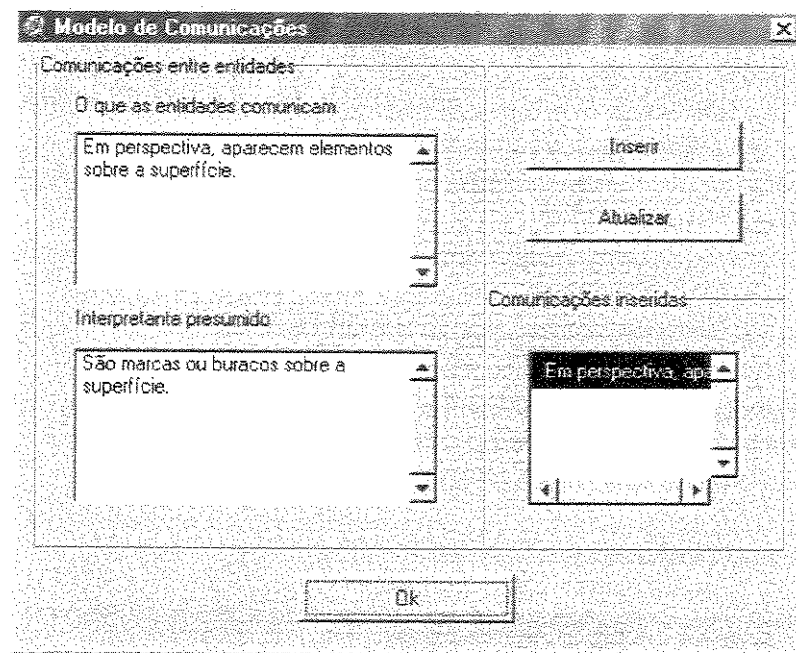 Modelo de Comunicações
Comunicações entre entidades
O que as entidades comunicam
Em perspectiva, aparecem elementos
sobre a superfície.
Inserir
Atualizar
Interpretante presumido
São marcas ou buracos sobre a
superfície.
Comunicações inseridas
Em perspectiva, apa
Ok